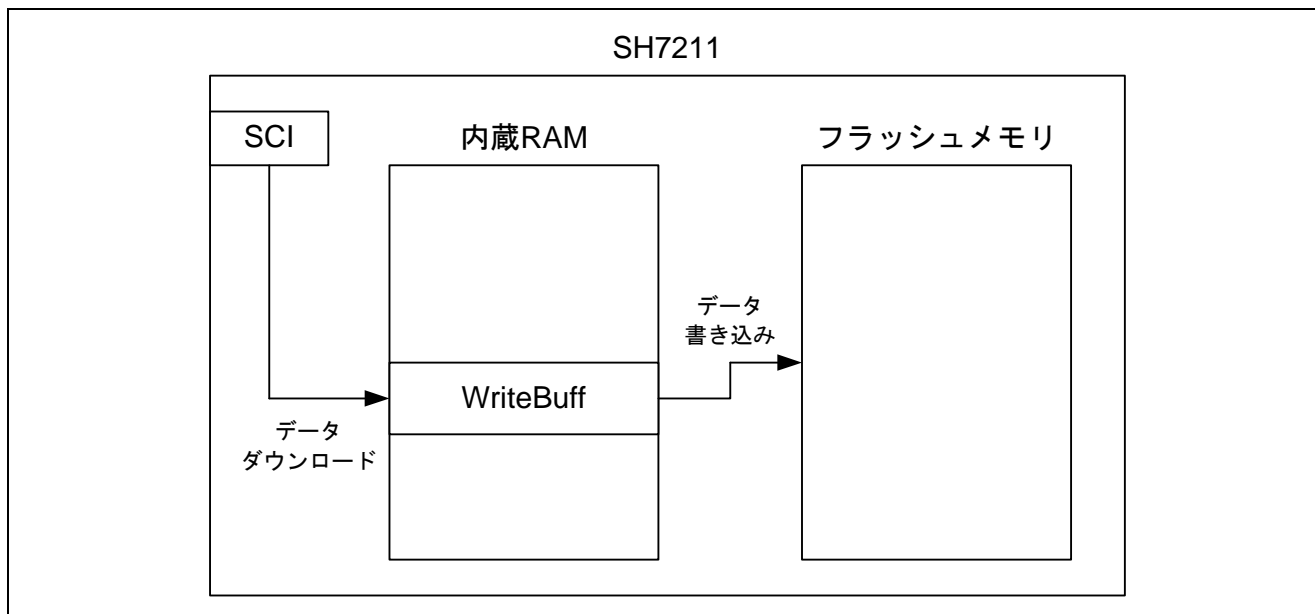 SH7211
SCI
内蔵RAM
フラッシュメモリ
データ
書き込み
WriteBuff
データ
ダウンロード